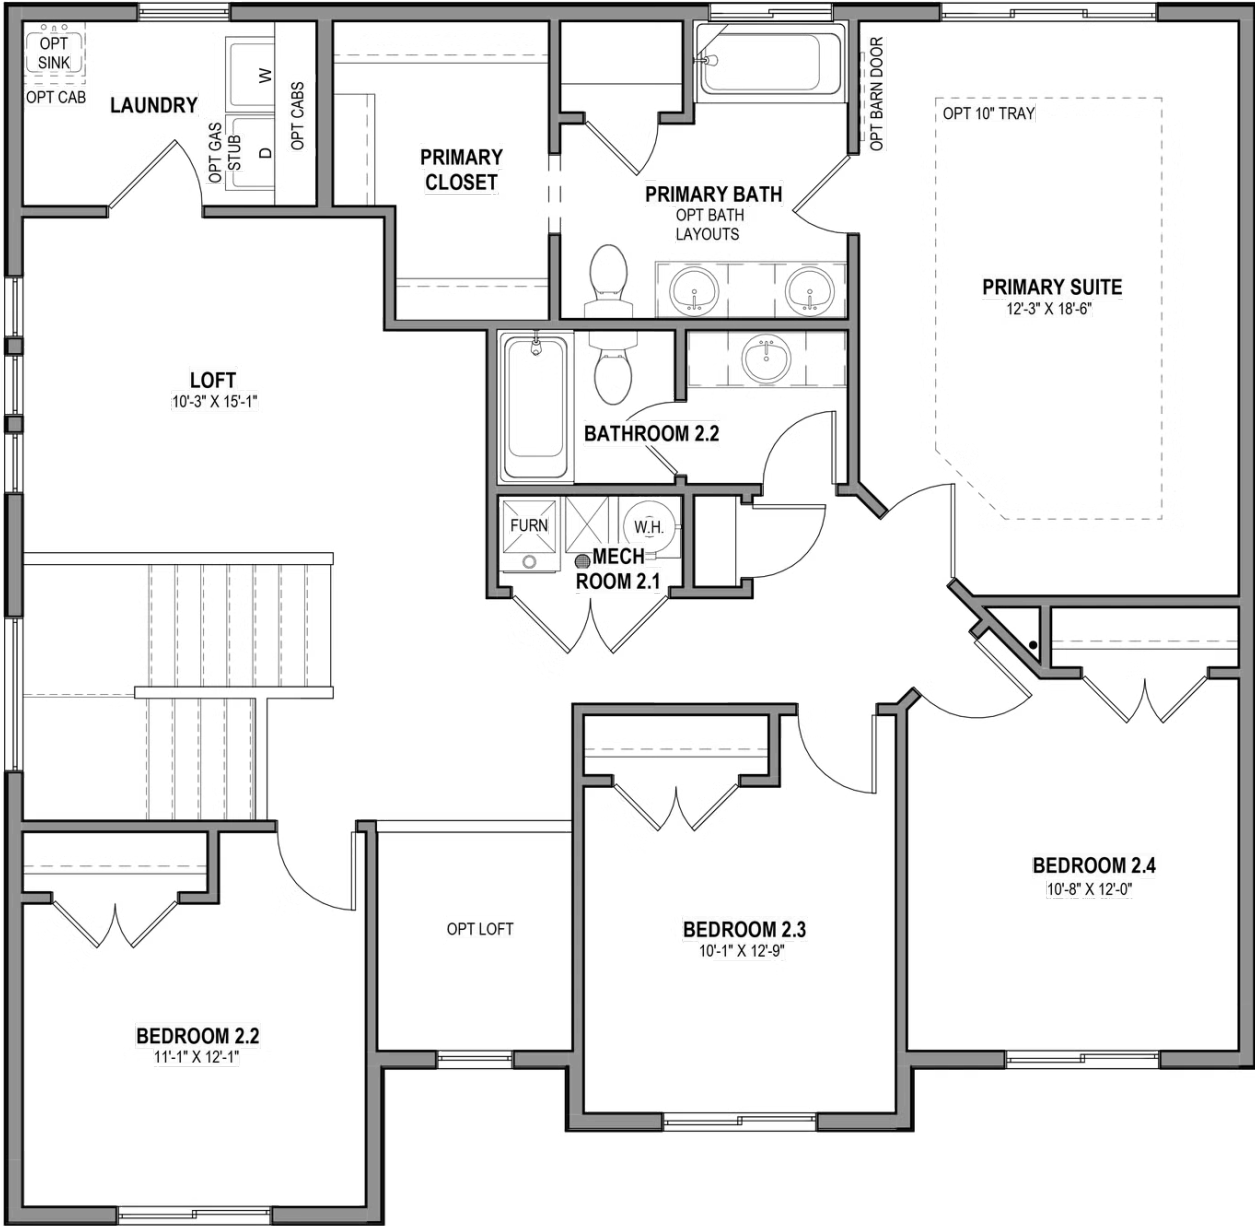 OPT
SINK
OPT CAB
LAUNDRY
OPT GAS
STUB
W
D
OPT CABS
PRIMARY
CLOSET
PRIMARY BATH
OPT BATH
LAYOUTS
OPT BARN DOOR
OPT 10" TRAY
PRIMARY SUITE
12'-3" X 18'-6"
LOFT
10'-3" X 15'-1"
BATHROOM 2.2
FURN
W.H.
MECH
ROOM 2.1
BEDROOM 2.4
10'-8" X 12'-0"
BEDROOM 2.3
10'-1" X 12'-9"
OPT LOFT
BEDROOM 2.2
11'-1" X 12'-1"